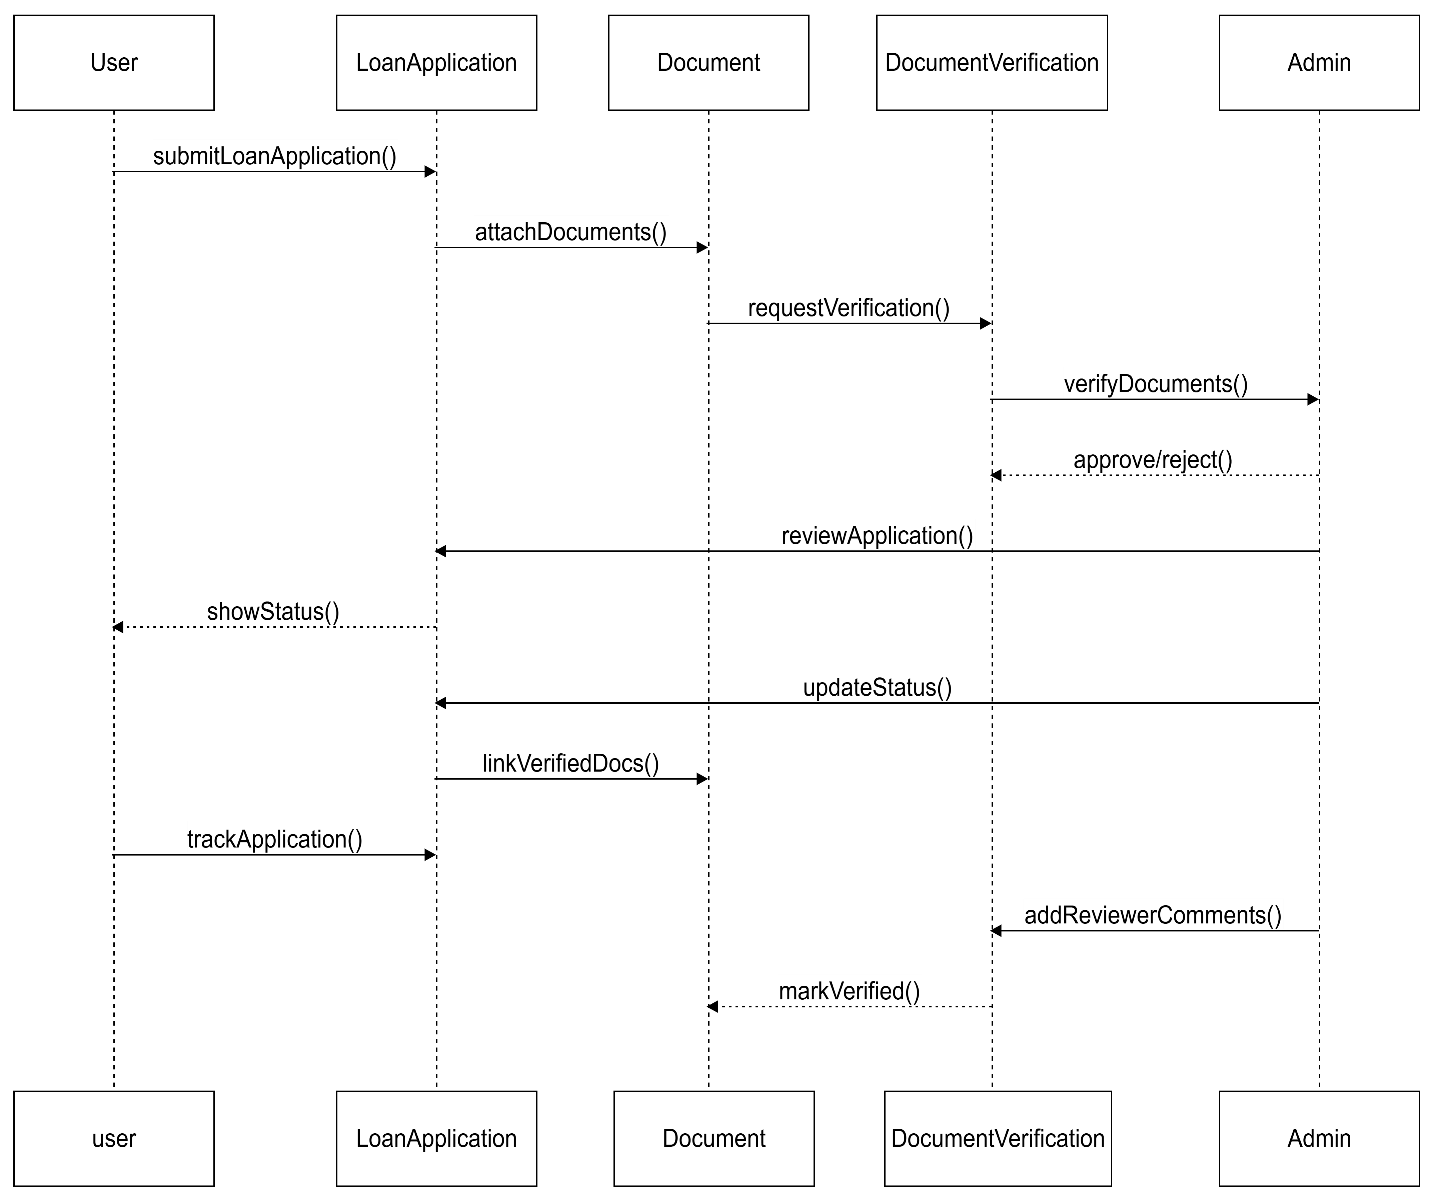 User
LoanApplication
Document
DocumentVerification
Admin
submitLoanApplication()
attachDocuments()
requestVerification()
verifyDocuments()
approve/reject()
reviewApplication()
showStatus()
updateStatus()
linkVerifiedDocs()
trackApplication()
addReviewerComments()
markVerified()
user
LoanApplication
Document
DocumentVerification
Admin